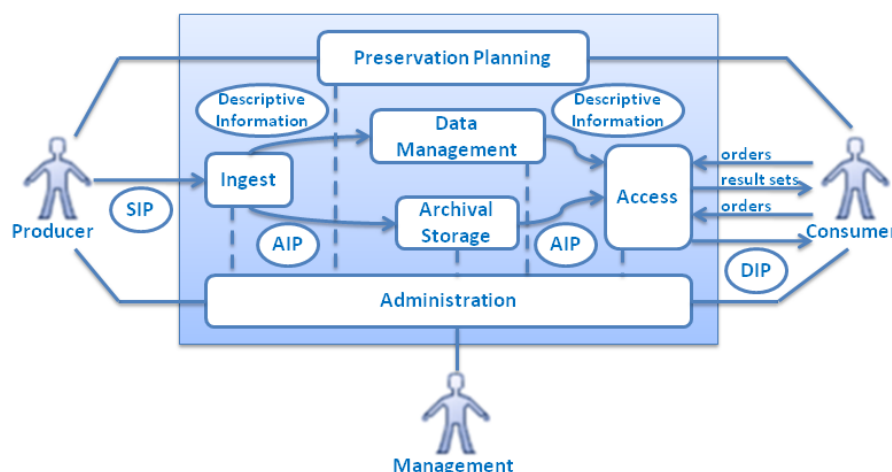 Preservation Planning
Descriptive
Information
Descriptive
Information
Data
Management
Ingest
Access
orders
result sets
orders
SIP
Producer
AIP
Archival
Storage
AIP
Consumer
DIP
Administration
Management